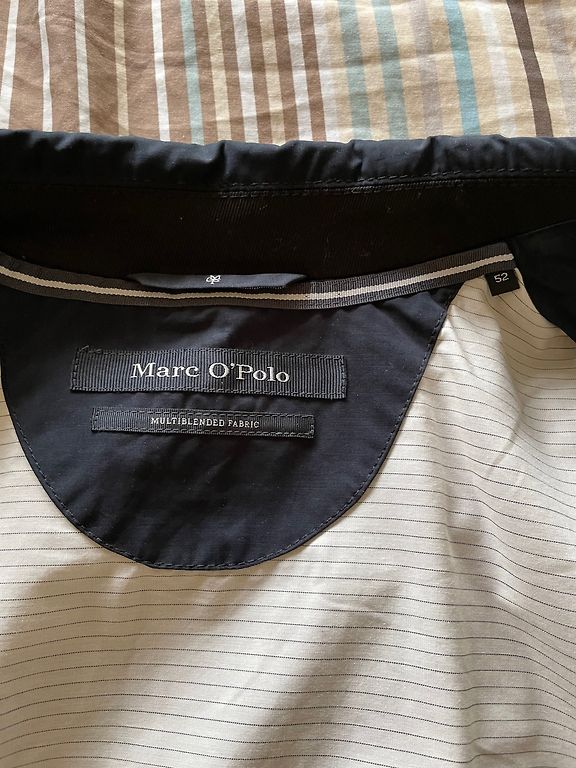 52
Marc O'Polo
MULTIBLENDED FABRIC